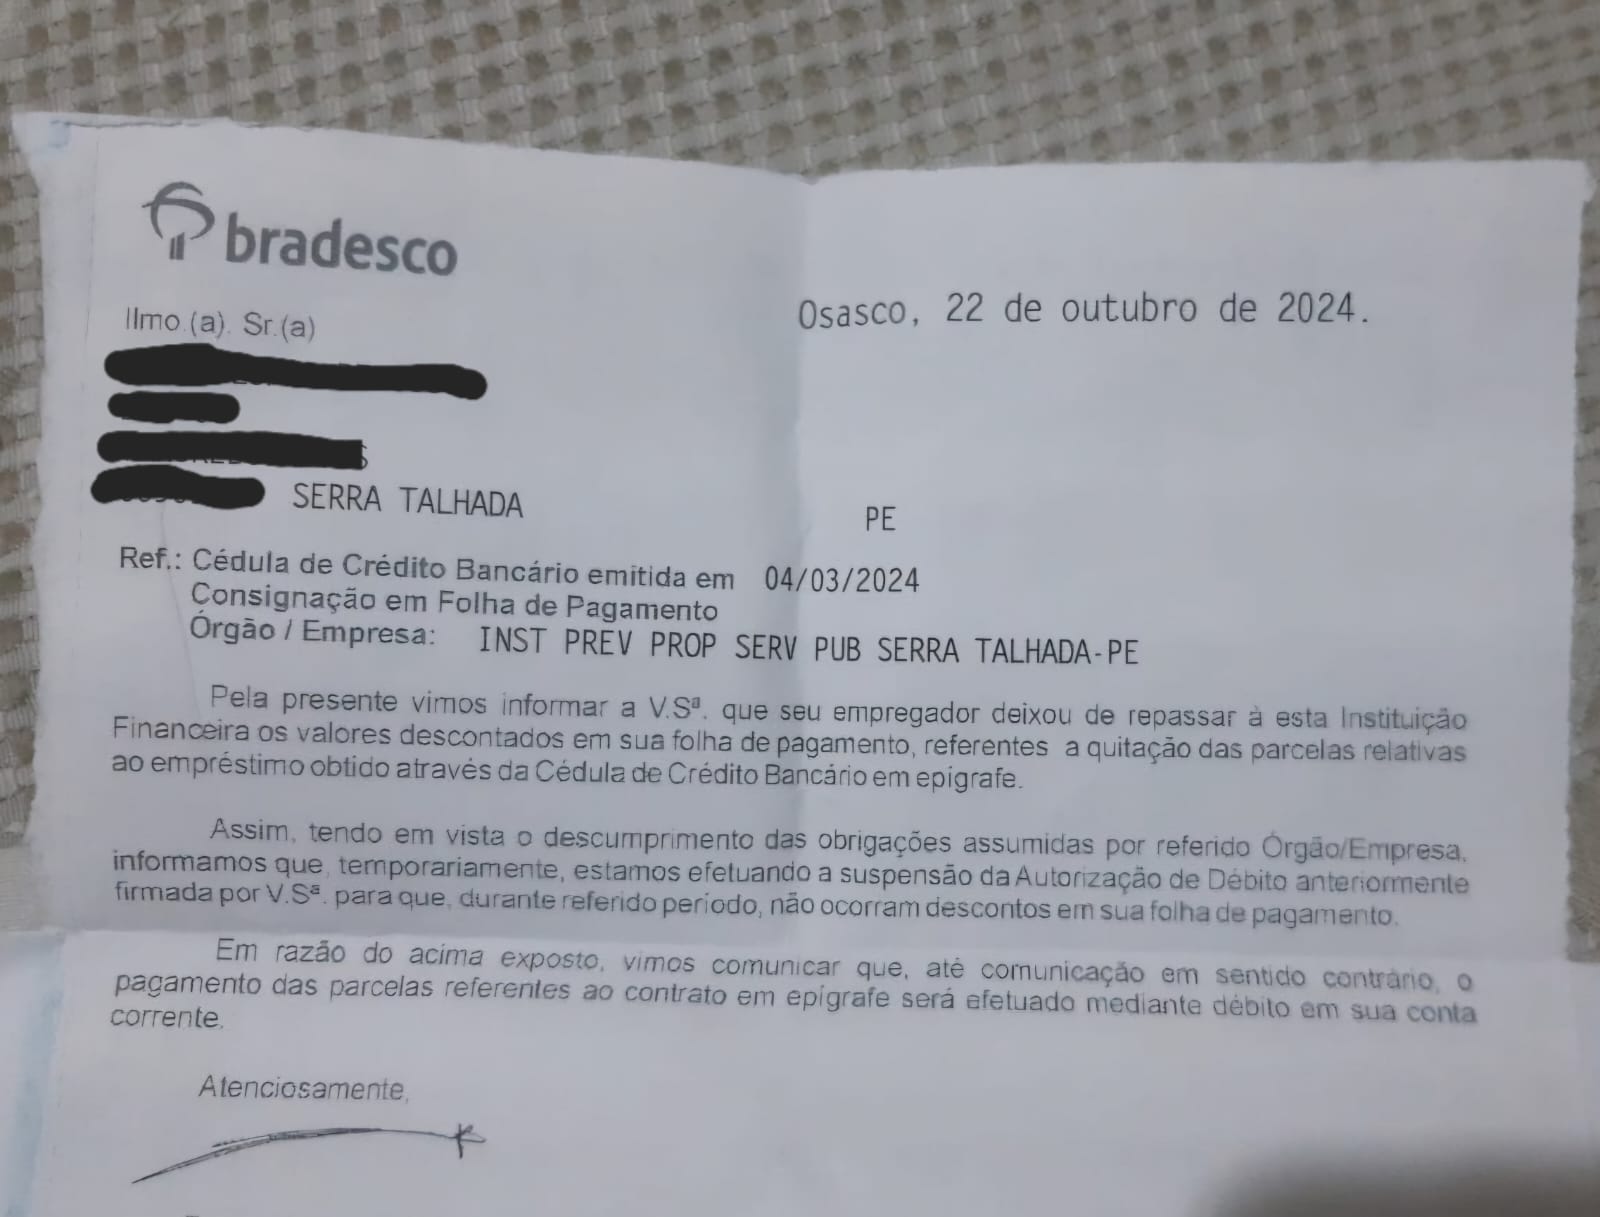 bradesco
Osasco, 22 de outubro de 2024.
Ilmo.(a). Sr.(a)
SERRA TALHADA PE
Ref.: Cédula de Crédito Bancário emitida em 04/03/2024
Consignação em Folha de Pagamento
Órgão / Empresa: INST PREV PROP SERV PUB SERRA TALHADA-PE
Pela presente vimos informar a V.Sª. que seu empregador deixou de repassar à esta Instituição
Financeira os valores descontados em sua folha de pagamento, referentes a quitação das parcelas relativas
ao empréstimo obtido através da Cédula de Crédito Bancário em epígrafe.
Assim, tendo em vista o descumprimento das obrigações assumidas por referido Órgão/Empresa,
informamos que, temporariamente, estamos efetuando a suspensão da Autorização de Débito anteriormente
firmada por V.Sª. para que, durante referido período, não ocorram descontos em sua folha de pagamento.
Em razão do acima exposto, vimos comunicar que, até comunicação em sentido contrário, o
pagamento das parcelas referentes ao contrato em epígrafe será efetuado mediante débito em sua conta
corrente.
Atenciosamente,